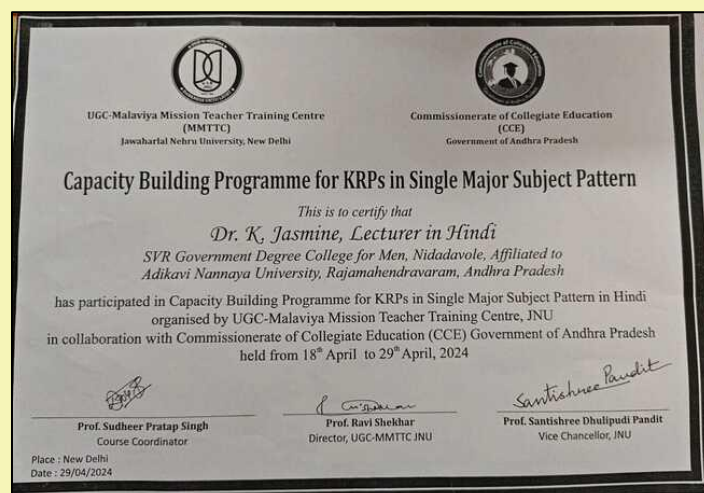 UGC-Malaviya Mission Teacher Training Centre
(MMTTC)
Jawaharlal Nehru University, New Delhi
Commissionerate of Collegiate Education
(CCE)
Government of Andhra Pradesh
Capacity Building Programme for KRPs in Single Major Subject Pattern
This is to certify that
Dr. K. Jasmine, Lecturer in Hindi
SVR Government Degree College for Men, Nidadavole, Affiliated to
Adikavi Nannaya University, Rajamahendravaram, Andhra Pradesh
has participated in Capacity Building Programme for KRPs in Single Major Subject Pattern in Hindi
organised by UGC-Malaviya Mission Teacher Training Centre, JNU
in collaboration with Commissionerate of Collegiate Education (CCE) Government of Andhra Pradesh
held from 18th April to 29th April, 2024
Santishree Pandit
Prof. Sudheer Pratap Singh
Course Coordinator
Prof. Ravi Shekhar
Director, UGC-MMTTC JNU
Prof. Santishree Dhulipudi Pandit
Vice Chancellor, JNU
Place : New Delhi
Date : 29/04/2024